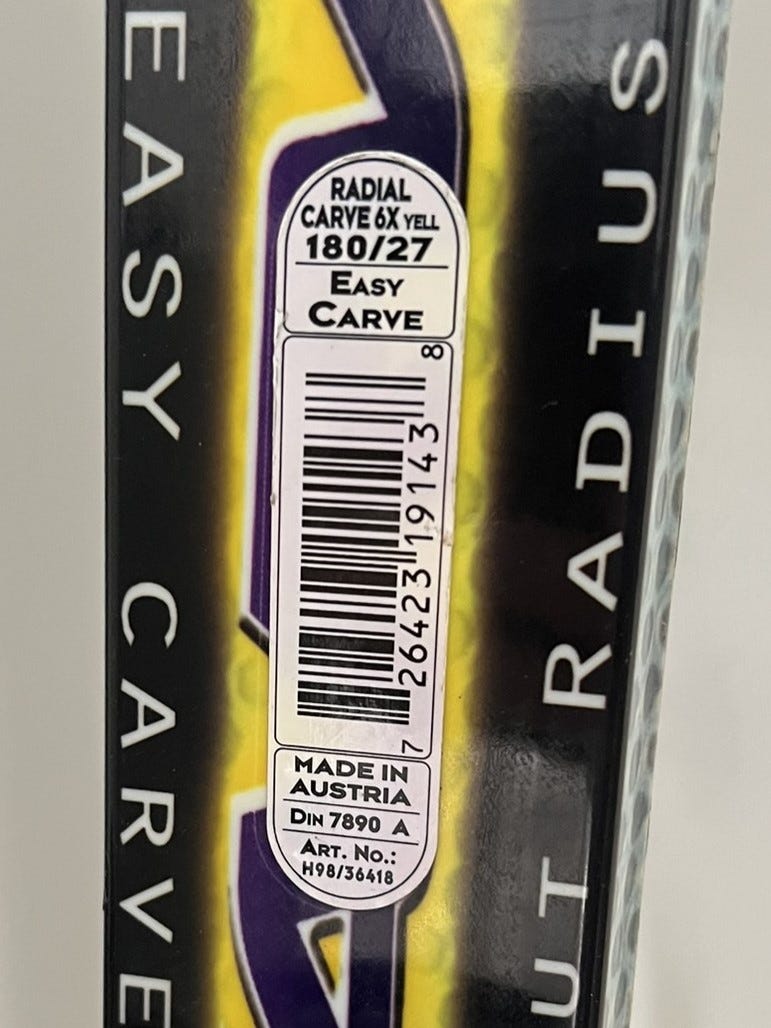 EASY CARVE
RADIAL
CARVE 6X YELL
180/27
EASY
CARVE
7 26423 19143 8
MADE IN
AUSTRIA
DIN 7890 A
ART. NO.:
H98/36418
UT RADIUS